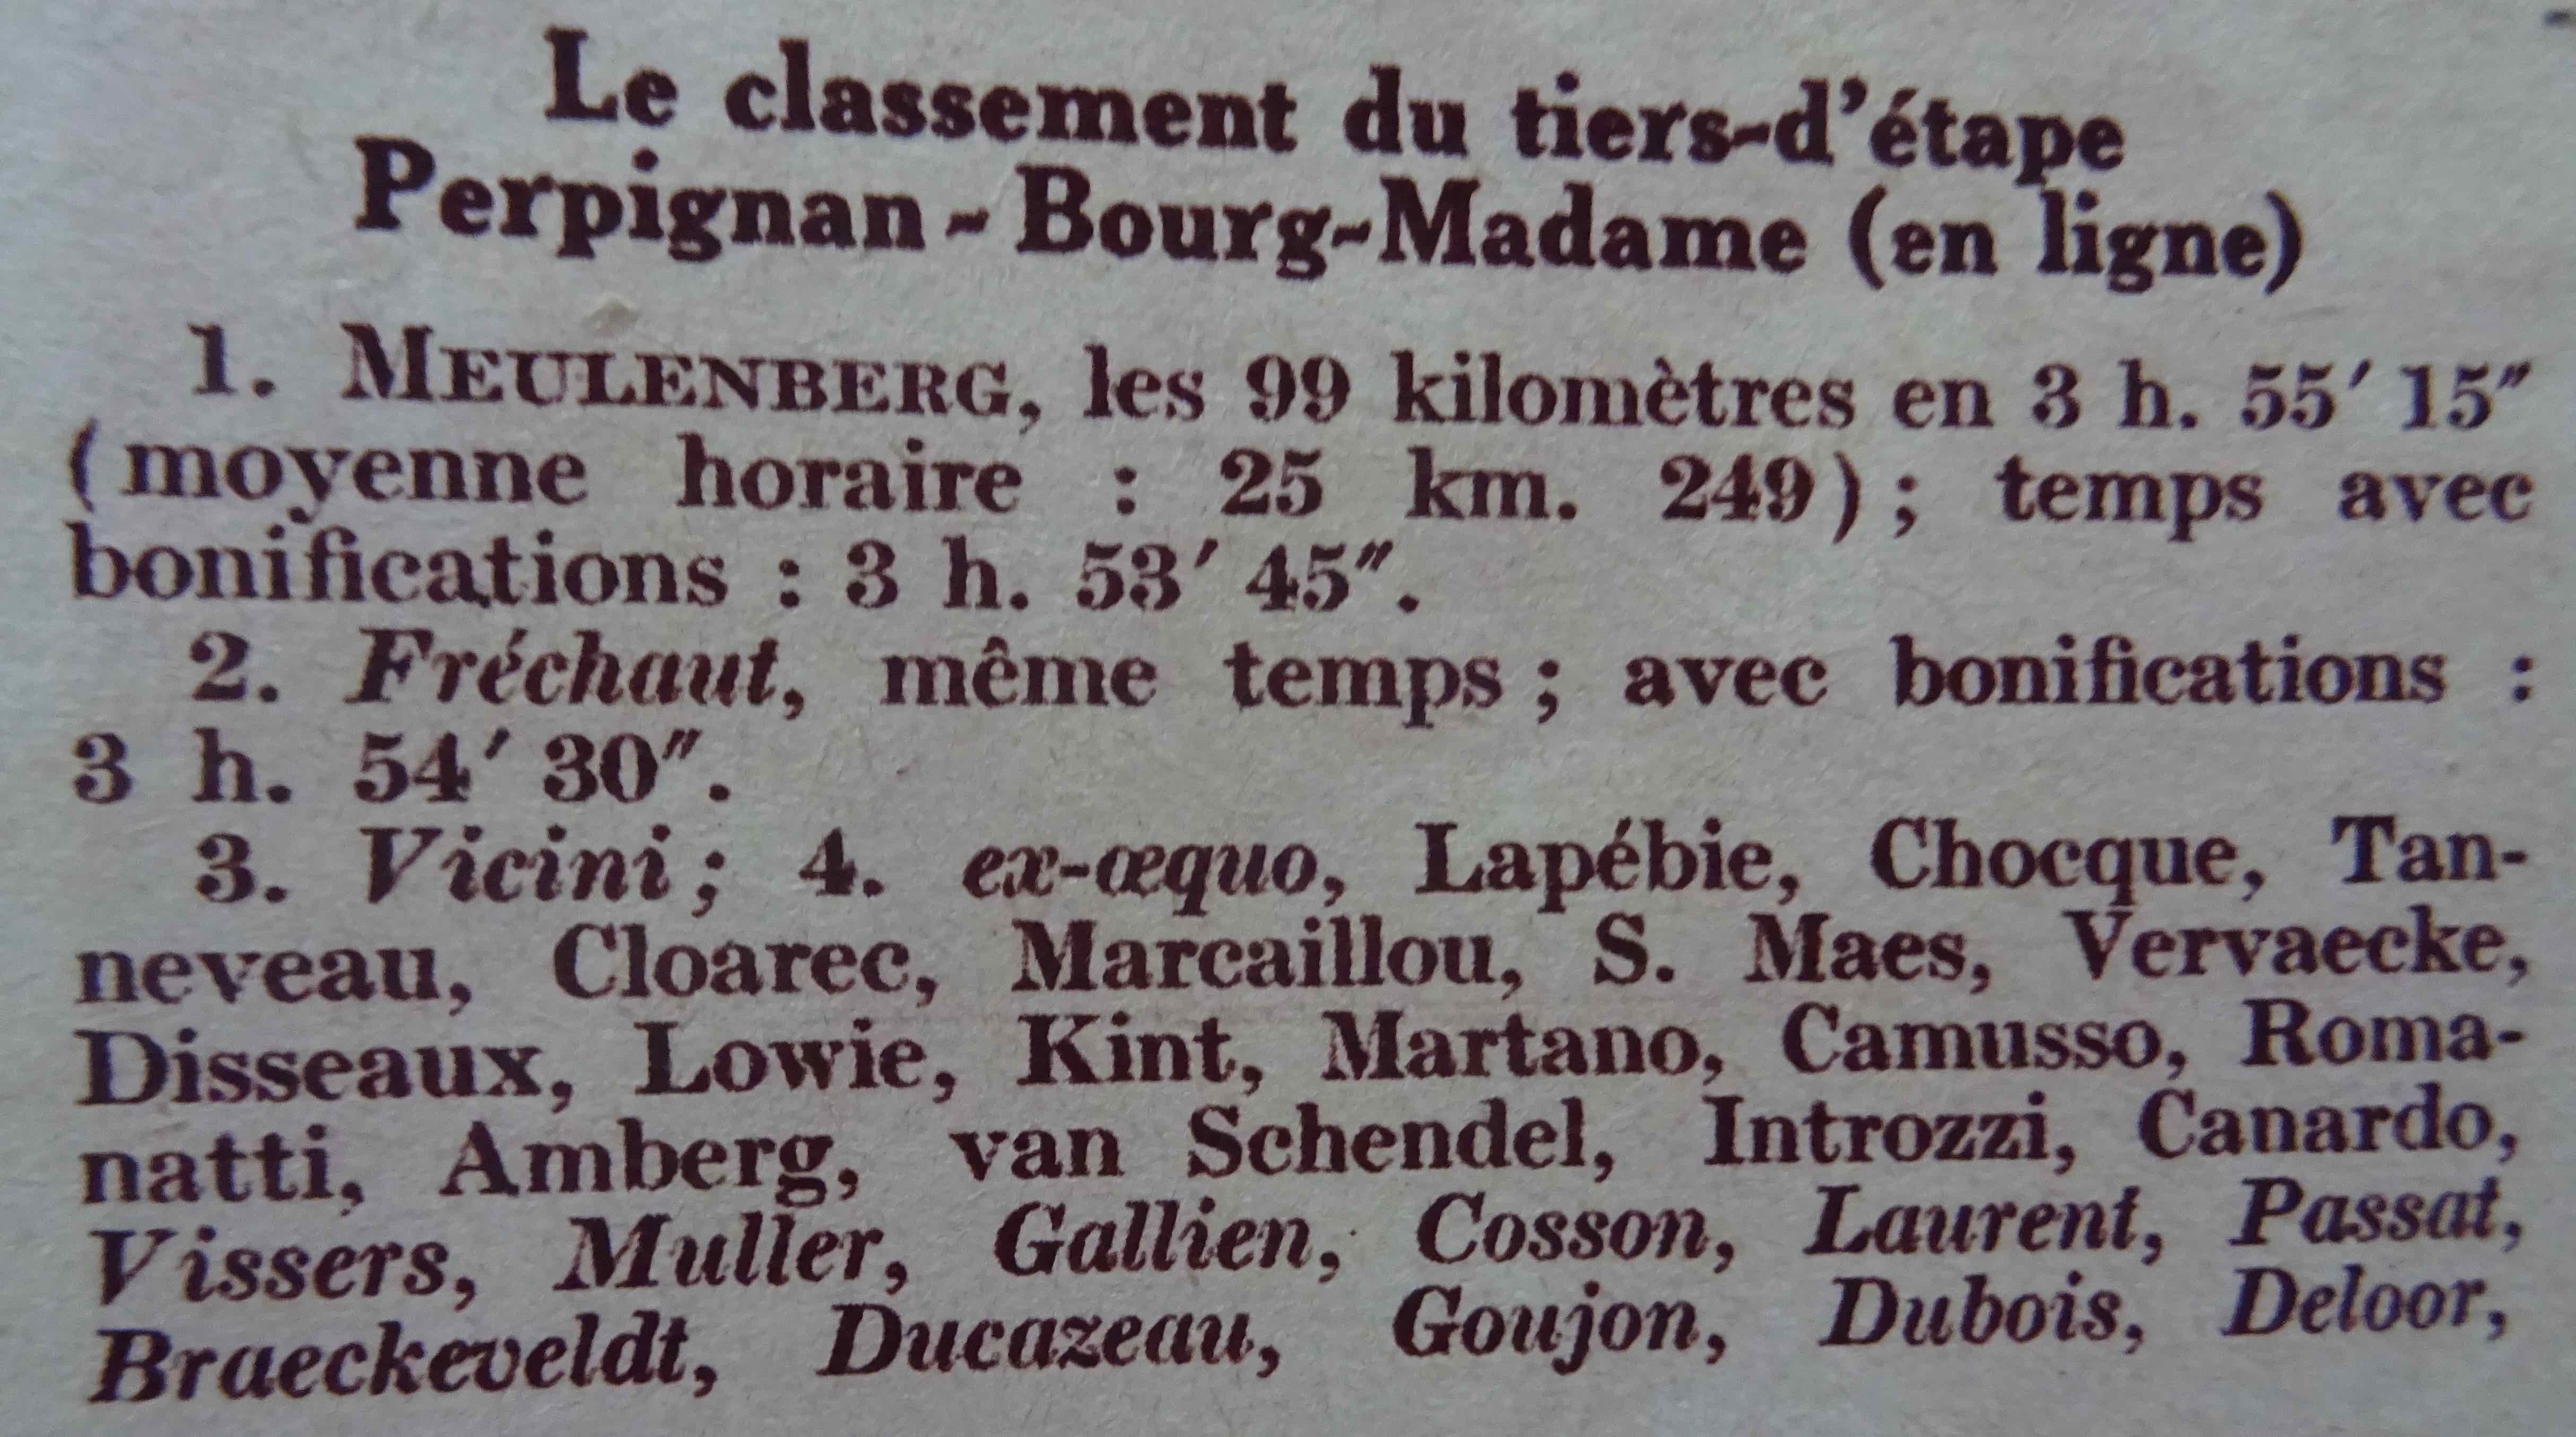 Le classement du tiers-d'étape
Perpignan - Bourg-Madame (en ligne)
1. MEULENBERG, les 99 kilomètres en 3 h. 55' 15"
(moyenne horaire : 25 km. 249) ; temps avec
bonifications : 3 h. 53' 45".
2. Fréchaut, même temps ; avec bonifications :
3 h. 54' 30".
3. Vicini ; 4. ex-œquo, Lapébie, Chocque, Tan-
neveau, Cloarec, Marcaillou, S. Maes, Vervaecke,
Disseaux, Lowie, Kint, Martano, Camusso, Roma-
natti, Amberg, van Schendel, Introzzi, Canardo,
Vissers, Muller, Gallien, Cosson, Laurent, Passat,
Braeckeveldt, Ducazeau, Goujon, Dubois, Deloor,